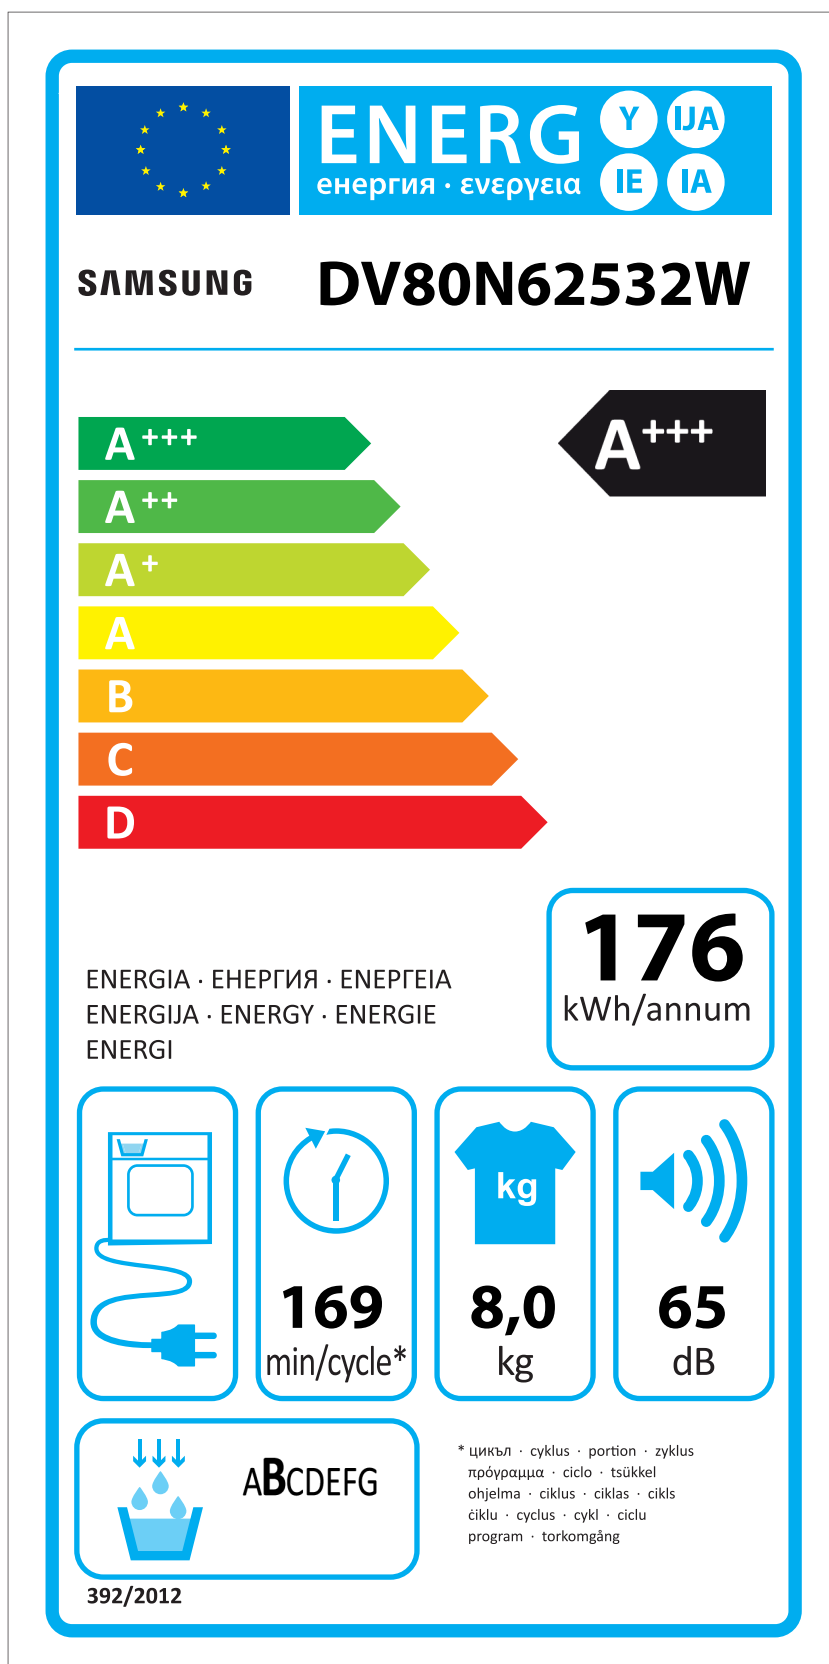 ENERG
енергия · ενεργεια
Y IJA
IE IA
SAMSUNG DV80N62532W
A+++
A+++
A++
A+
A
B
C
D
176
kWh/annum
ENERGIA · ЕНЕРГИЯ · ΕΝΕΡΓΕΙΑ
ENERGIJA · ENERGY · ENERGIE
ENERGI
169
min/cycle*
kg
8,0
kg
65
dB
ABCDEFG
* цикъл · cyklus · portion · zyklus
πρόγραμμα · ciclo · tsükkel
ohjelma · ciklus · ciklas · cikls
ċiklu · cyclus · cykl · ciclu
program · torkomgång
392/2012